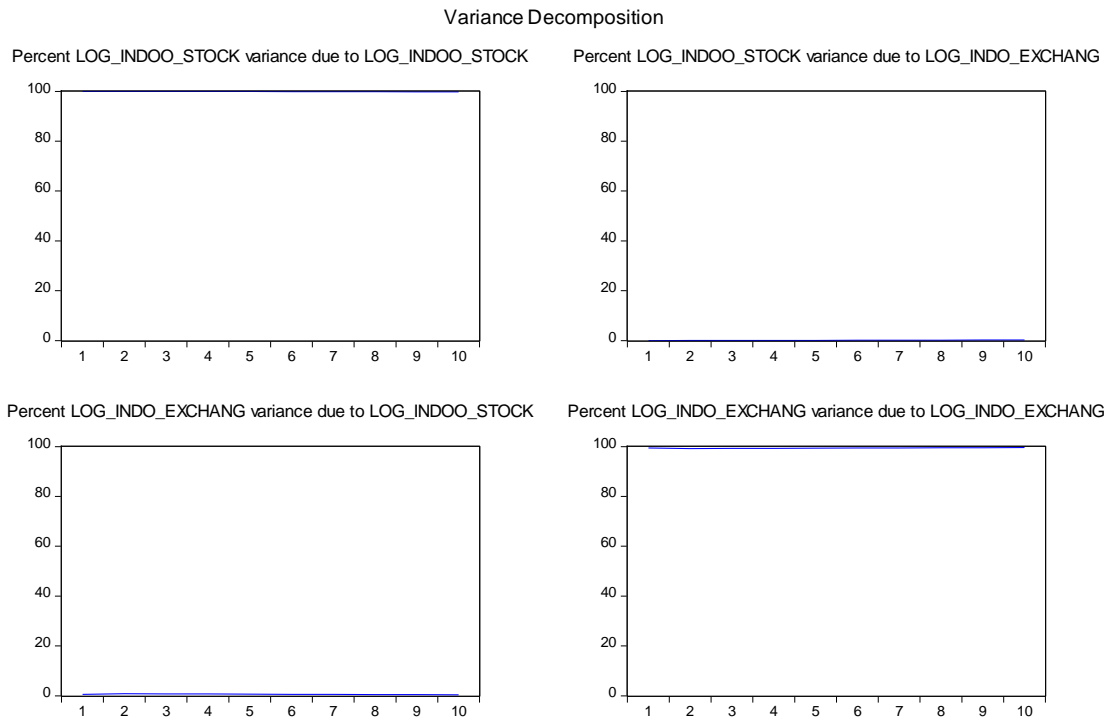 Variance Decomposition
Percent LOG_INDOO_STOCK variance due to LOG_INDOO_STOCK
100
80
60
40
20
0
1 2 3 4 5 6 7 8 9 10
Percent LOG_INDOO_STOCK variance due to LOG_INDO_EXCHANG
100
80
60
40
20
0
1 2 3 4 5 6 7 8 9 10
Percent LOG_INDO_EXCHANG variance due to LOG_INDOO_STOCK
100
80
60
40
20
0
1 2 3 4 5 6 7 8 9 10
Percent LOG_INDO_EXCHANG variance due to LOG_INDO_EXCHANG
100
80
60
40
20
0
1 2 3 4 5 6 7 8 9 10